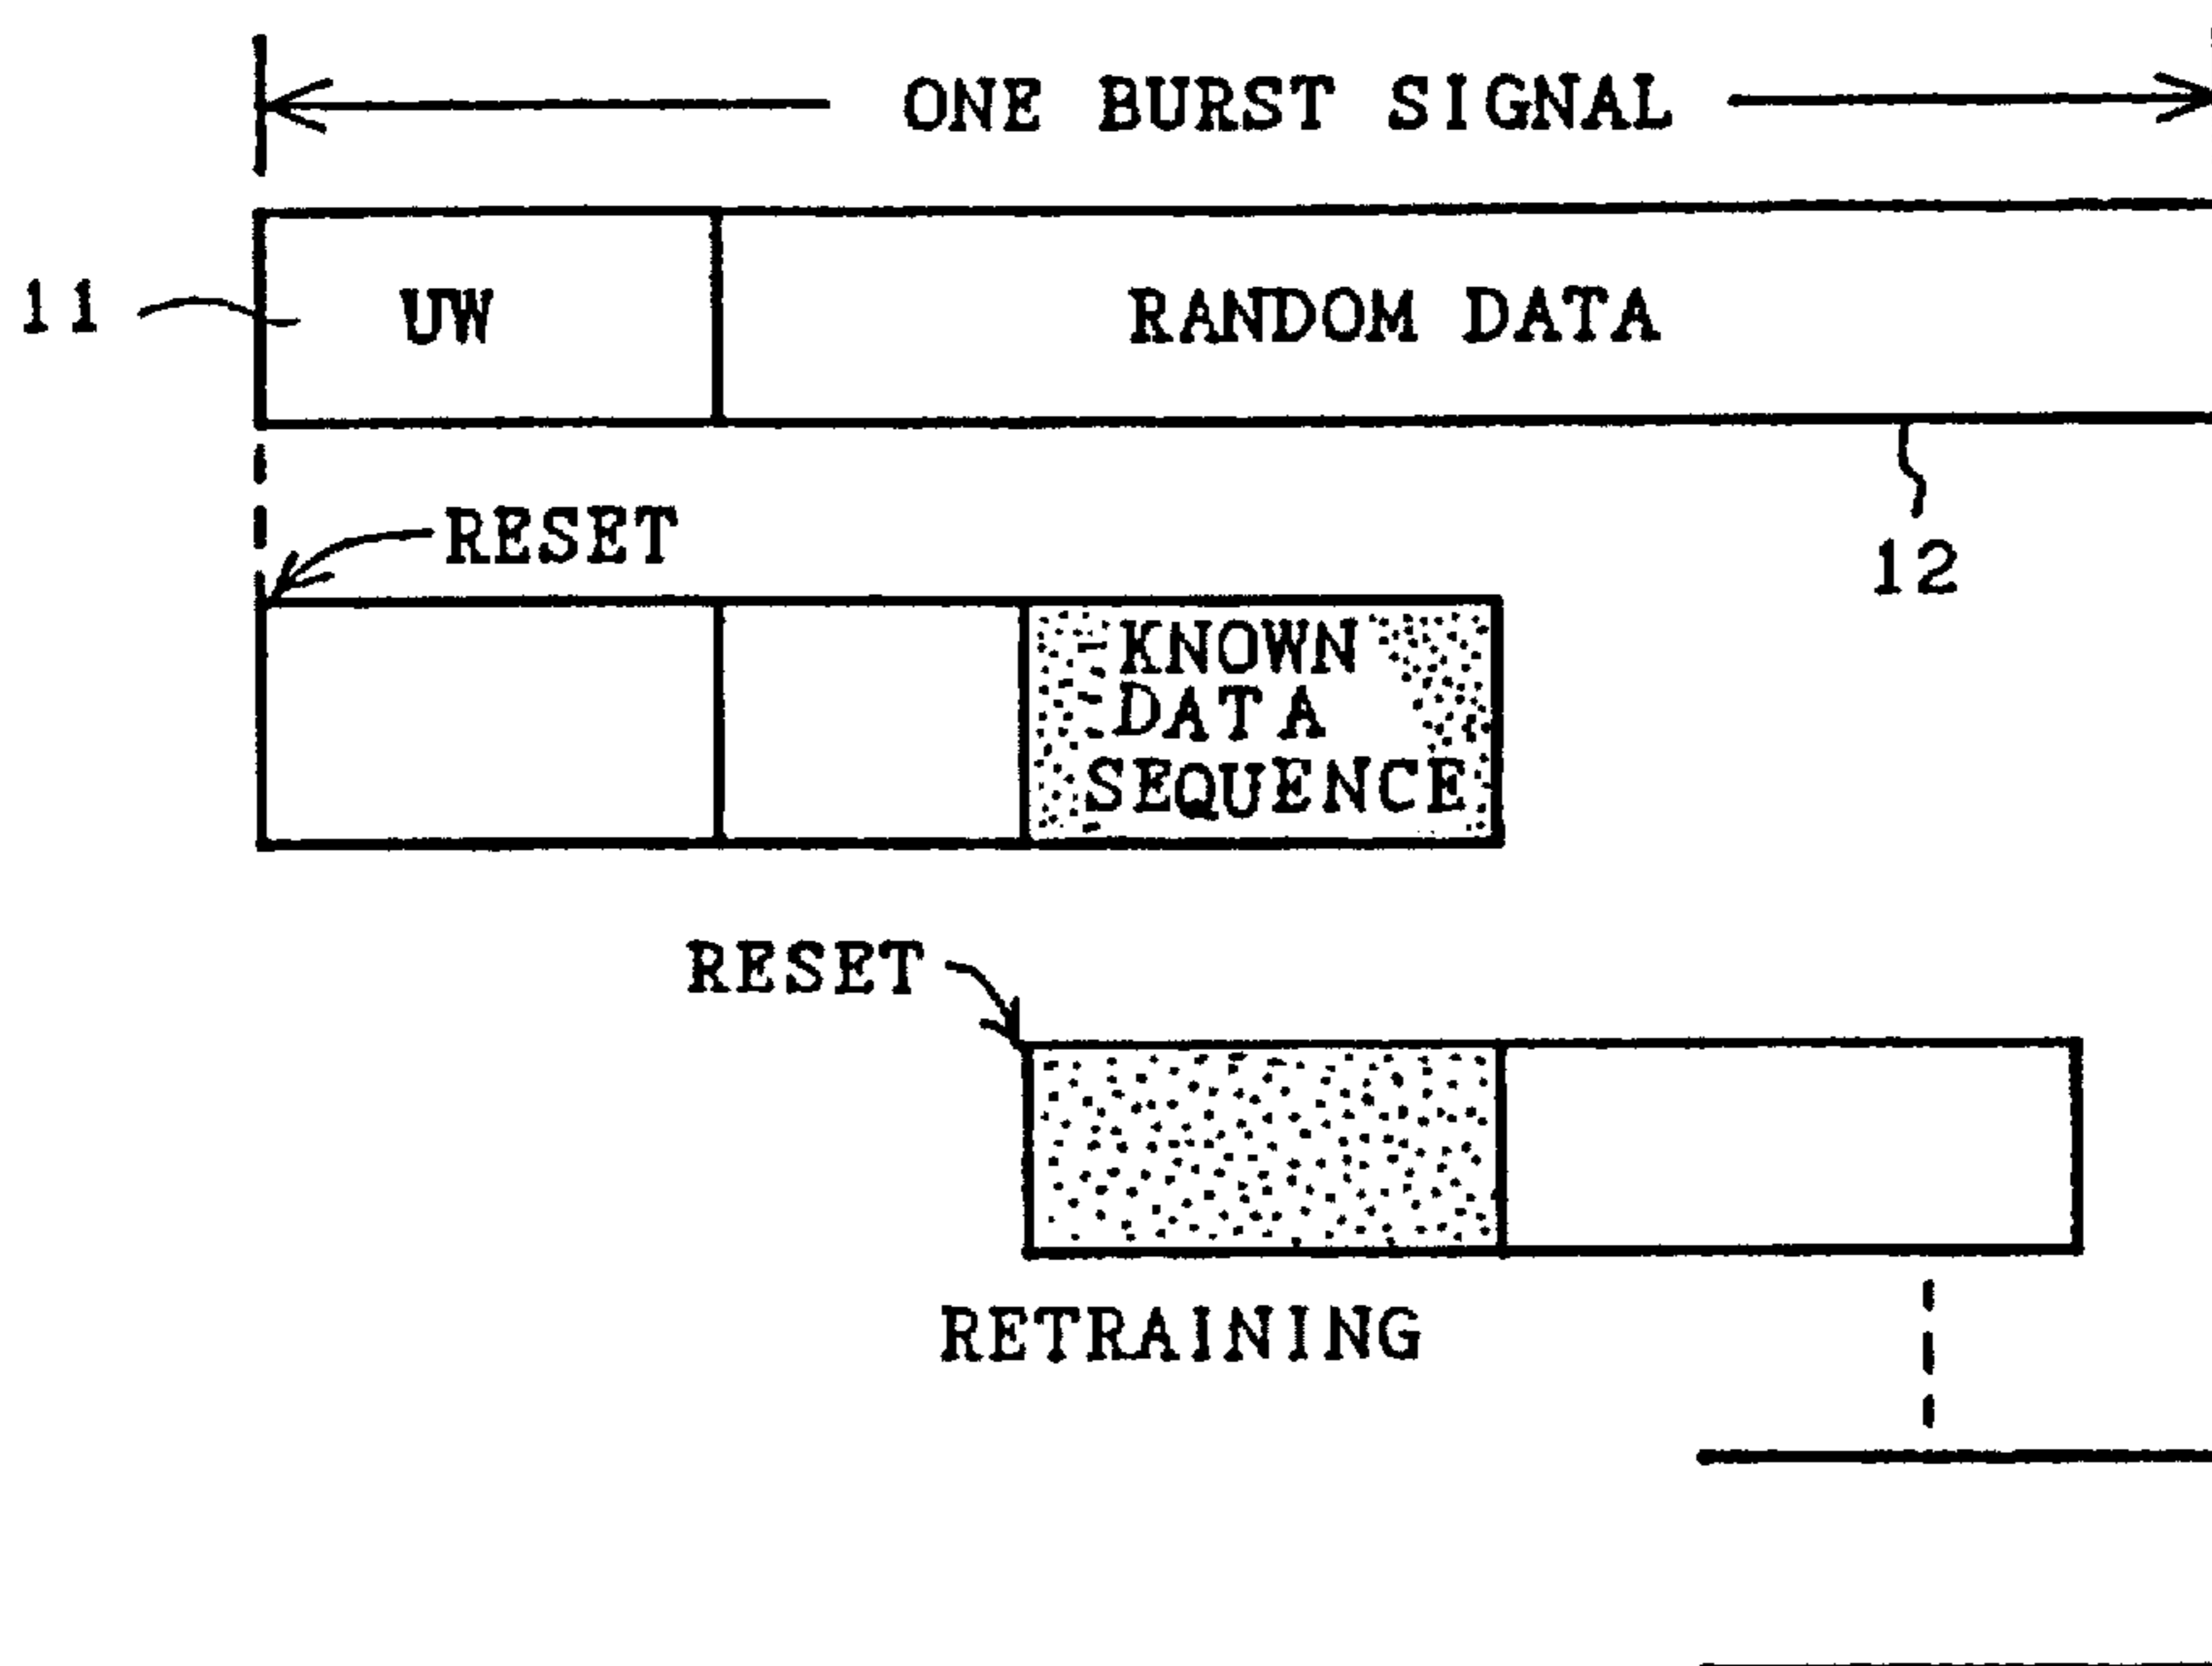 ONE BURST SIGNAL
11
UW
RANDOM DATA
12
RESET
KNOWN
DATA
SEQUENCE
RESET
RETRAINING